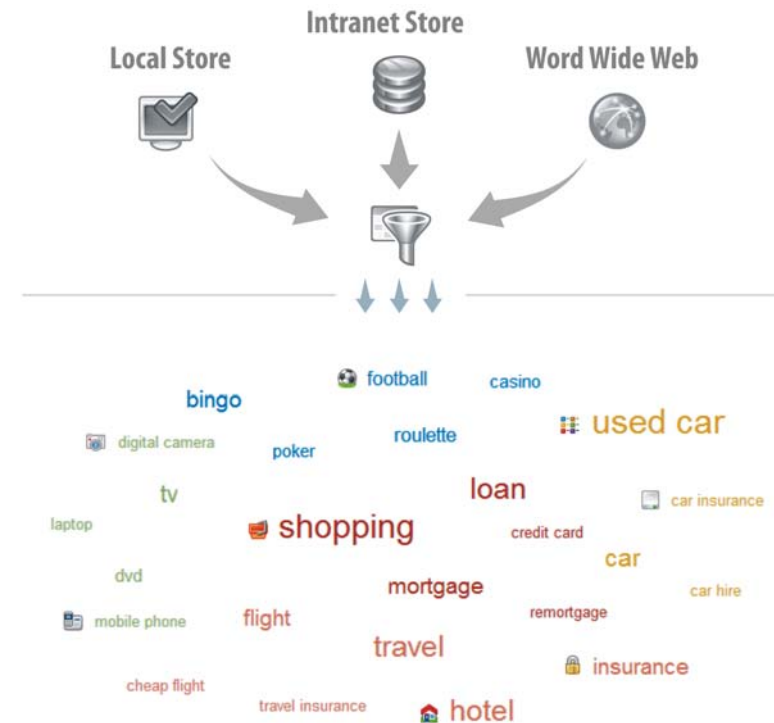 Intranet Store
Local Store
Word Wide Web
football
casino
bingo
used car
digital camera
poker
roulette
tv
loan
car insurance
laptop
shopping
credit card
dvd
car
mortgage
car hire
mobile phone
flight
remortgage
travel
insurance
cheap flight
travel insurance
hotel